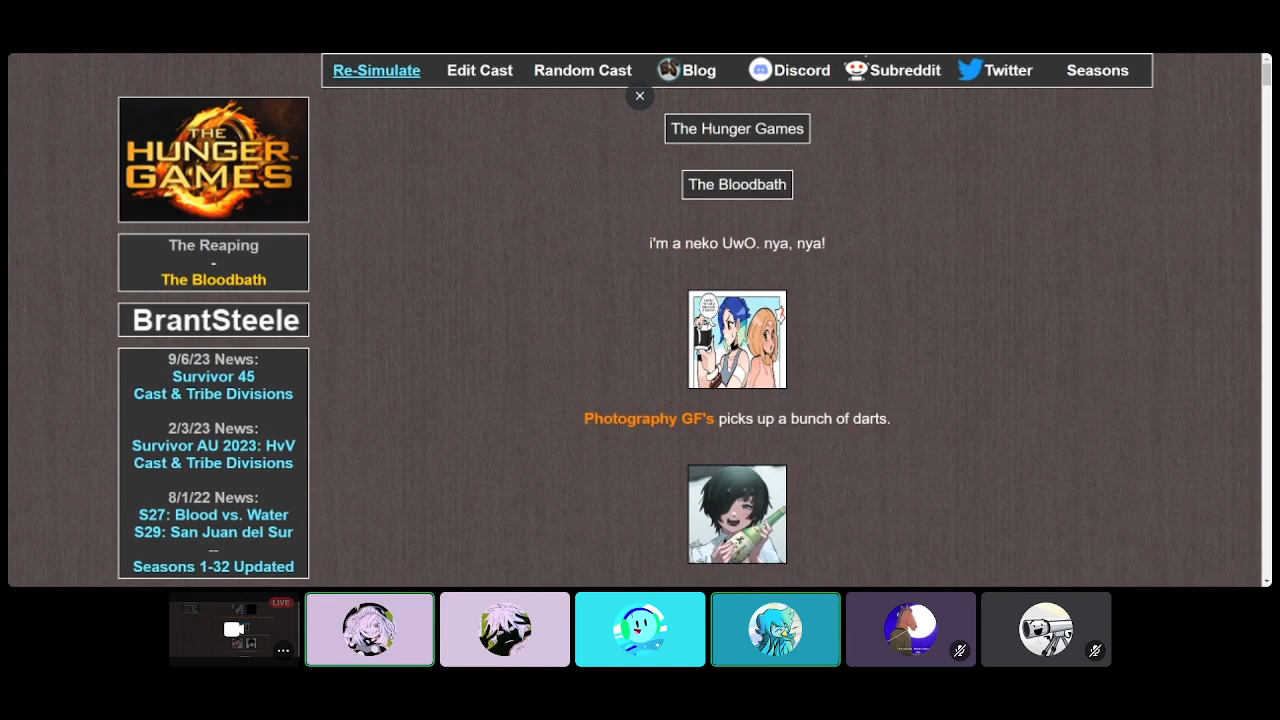 Re-Simulate Edit Cast Random Cast Blog Discord Subreddit Twitter Seasons
THE
HUNGER
GAMES
The Reaping
-
The Bloodbath
BrantSteele
9/6/23 News:
Survivor 45
Cast & Tribe Divisions
2/3/23 News:
Survivor AU 2023: HvV
Cast & Tribe Divisions
8/1/22 News:
S27: Blood vs. Water
S29: San Juan del Sur
--
Seasons 1-32 Updated
The Hunger Games
The Bloodbath
i'm a neko UwO. nya, nya!
Photography GF's picks up a bunch of darts.
LIVE